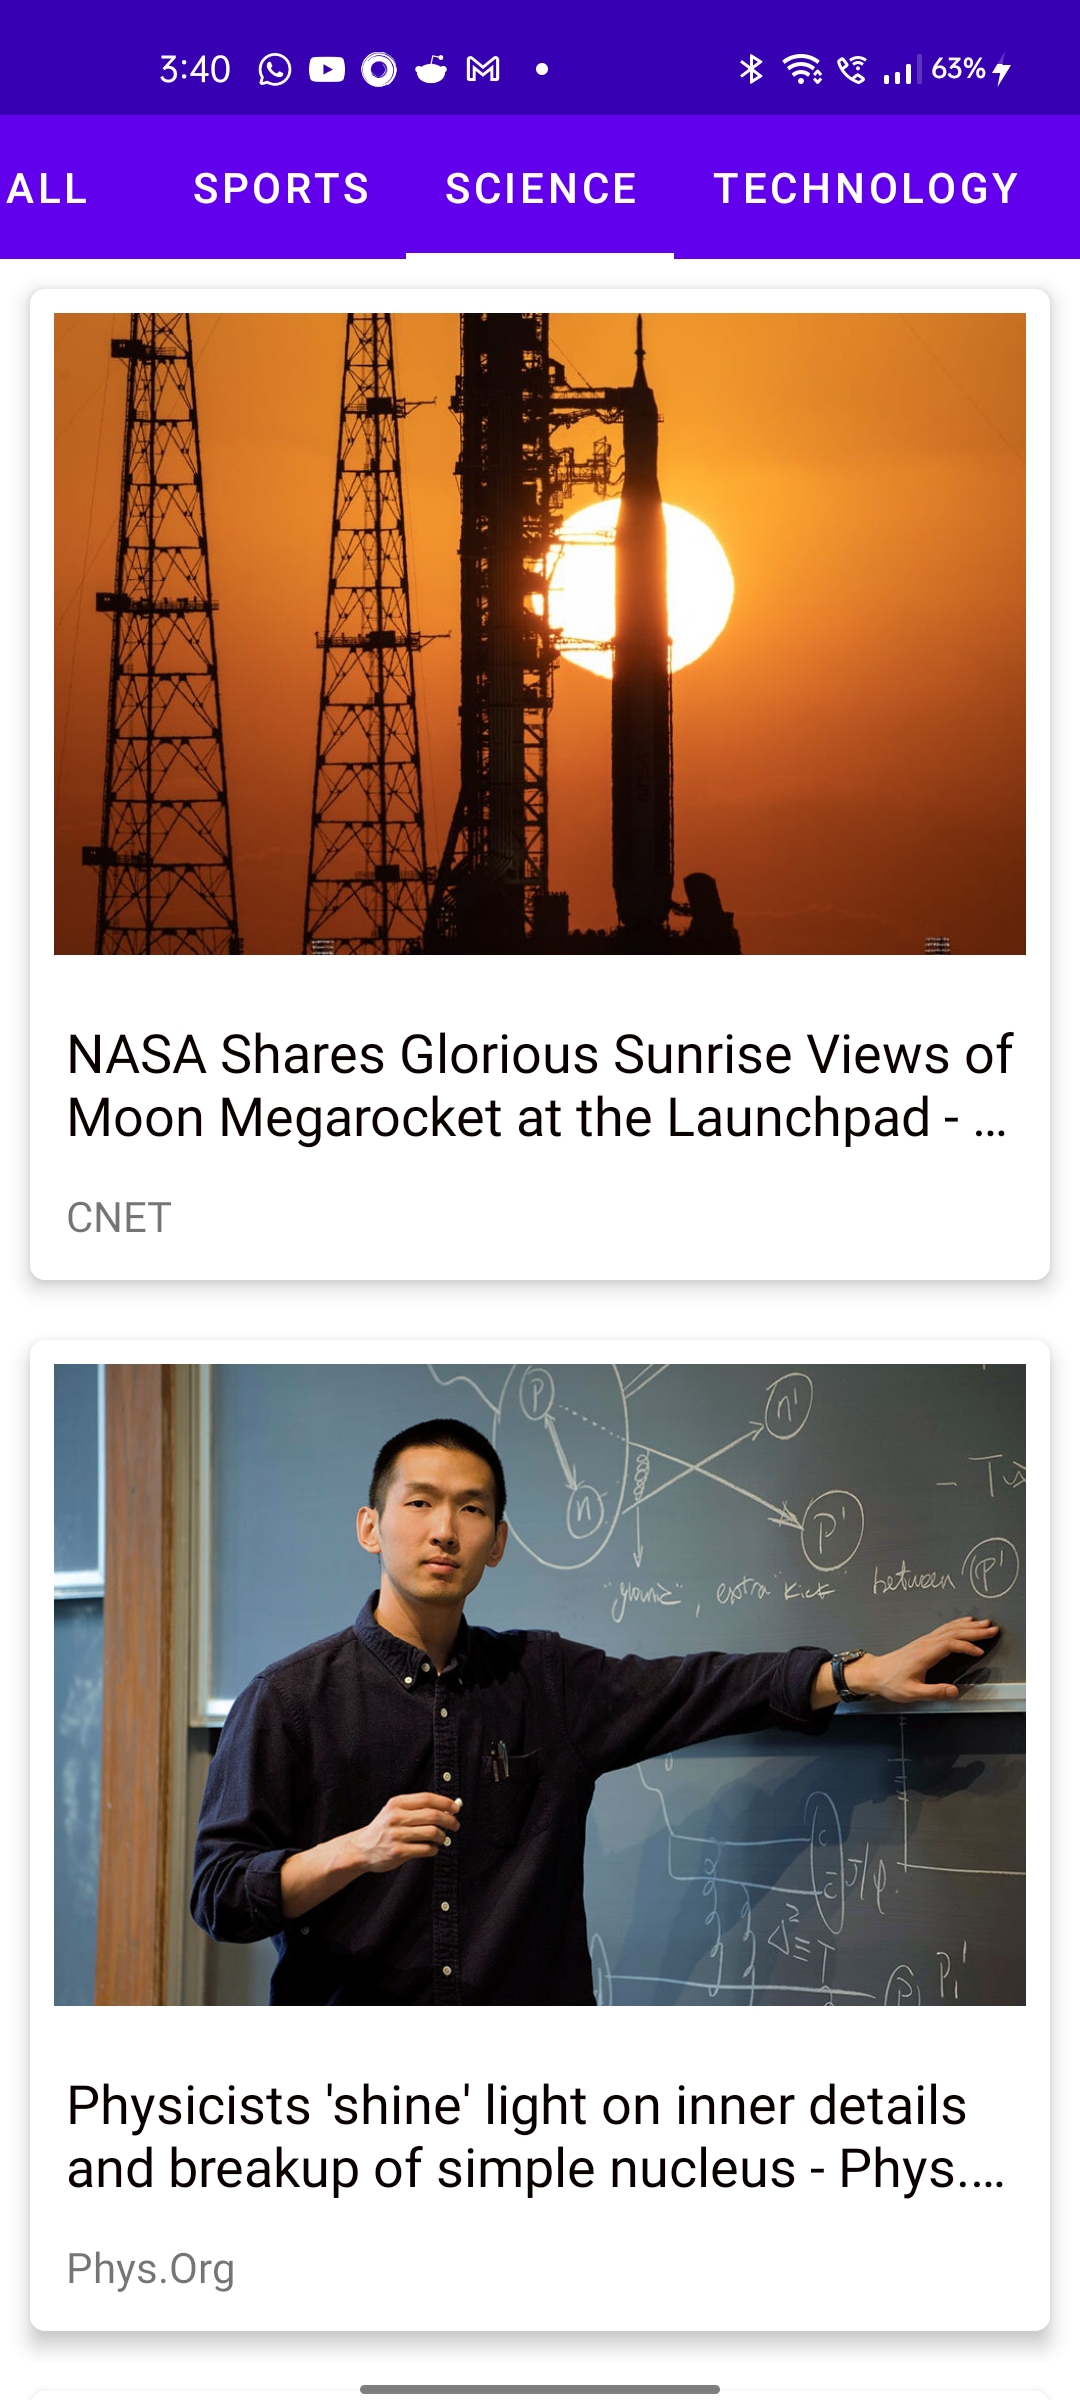 3:40 63%
ALL SPORTS SCIENCE TECHNOLOGY
NASA Shares Glorious Sunrise Views of
Moon Megarocket at the Launchpad - ...
CNET
p
n'
n
p'
extra kick between p'
J/φ
P₁'
Physicists 'shine' light on inner details
and breakup of simple nucleus - Phys....
Phys.Org